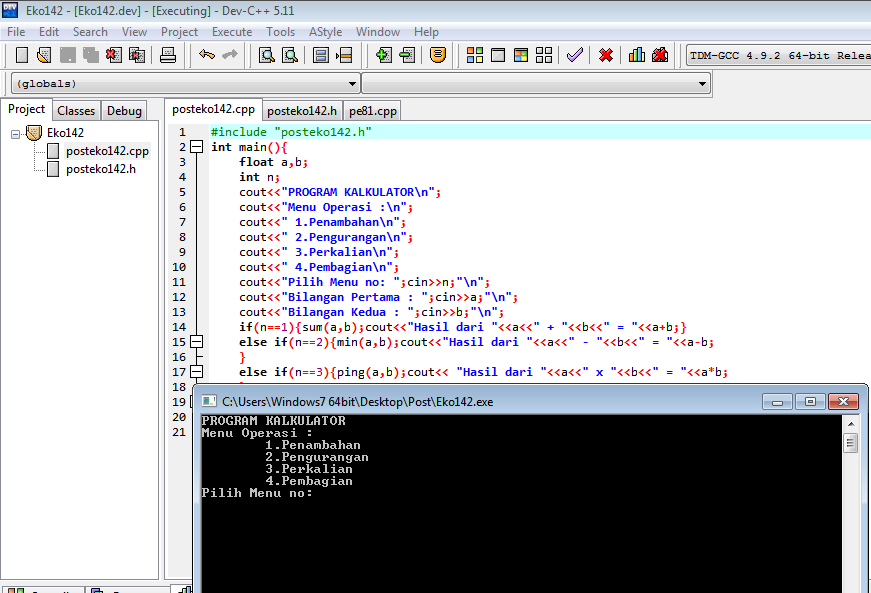 Eko142 - [Eko142.dev] - [Executing] - Dev-C++ 5.11
File Edit Search View Project Execute Tools AStyle Window Help
TDM-GCC 4.9.2 64-bit Relea
(globals)
Project Classes Debug
posteko142.cpp posteko142.h pe81.cpp
Eko142
posteko142.cpp
posteko142.h
1 #include "posteko142.h"
2 int main(){
3 float a,b;
4 int n;
5 cout<<"PROGRAM KALKULATOR\n";
6 cout<<"Menu Operasi :\n";
7 cout<<" 1.Penambahan\n";
8 cout<<" 2.Pengurangan\n";
9 cout<<" 3.Perkalian\n";
10 cout<<" 4.Pembagian\n";
11 cout<<"Pilih Menu no: ";cin>>n;"\n";
12 cout<<"Bilangan Pertama : ";cin>>a;"\n";
13 cout<<"Bilangan Kedua : ";cin>>b;"\n";
14 if(n==1){sum(a,b);cout<<"Hasil dari "<<a<<" + "<<b<<" = "<<a+b;}
15 else if(n==2){min(a,b);cout<<"Hasil dari "<<a<<" - "<<b<<" = "<<a-b;
16 }
17 else if(n==3){ping(a,b);cout<< "Hasil dari "<<a<<" x "<<b<<" = "<<a*b;
18
19
20
21
C:\Users\Windows7 64bit\Desktop\Post\Eko142.exe
PROGRAM KALKULATOR
Menu Operasi :
1.Penambahan
2.Pengurangan
3.Perkalian
4.Pembagian
Pilih Menu no: